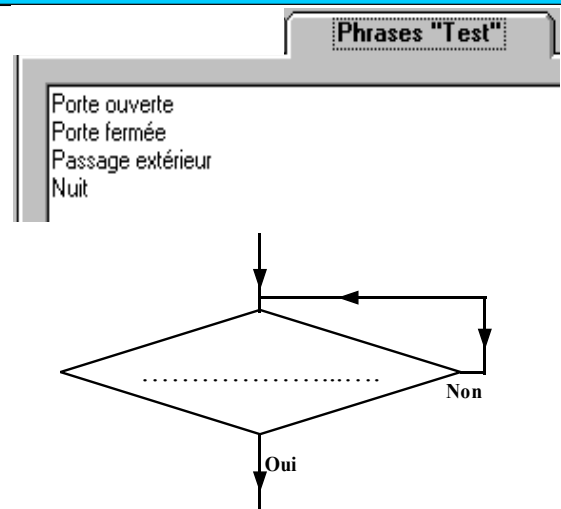 Phrases "Test"
Porte ouverte
Porte fermée
Passage extérieur
Nuit
.......................
Non
Oui